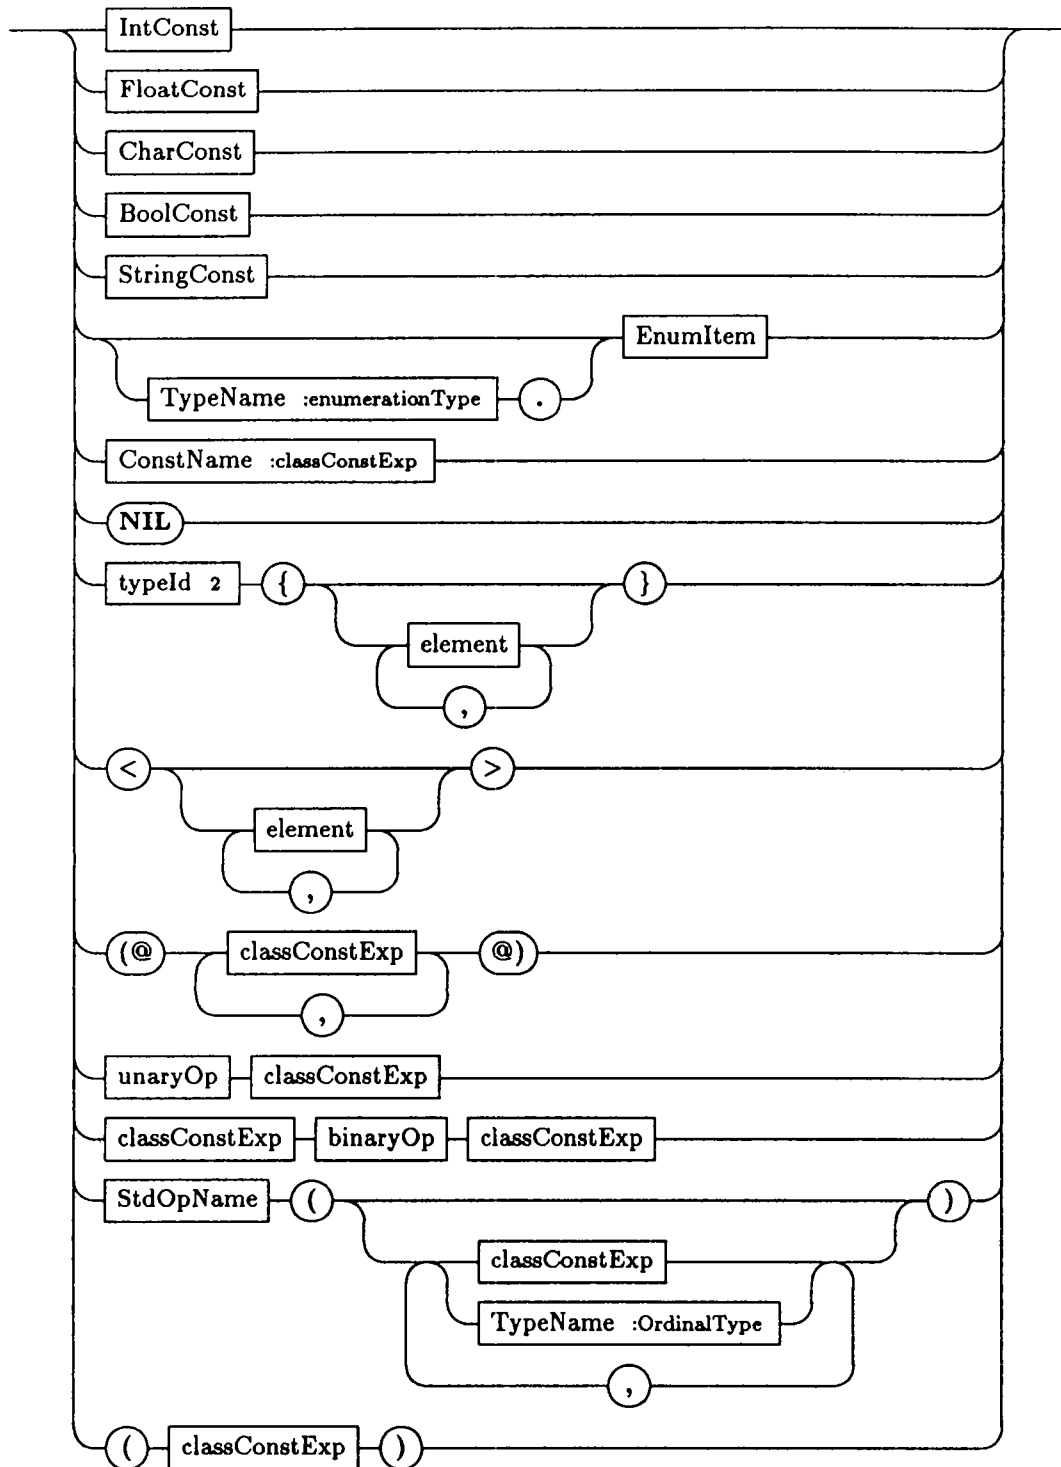 IntConst
FloatConst
CharConst
BoolConst
StringConst
EnumItem
TypeName :enumerationType .
ConstName :classConstExp
NIL
typeId 2 { }
element
,
< >
element
,
(@ classConstExp @)
,
unaryOp classConstExp
classConstExp binaryOp classConstExp
StdOpName ( )
classConstExp
TypeName :OrdinalType
,
( classConstExp )